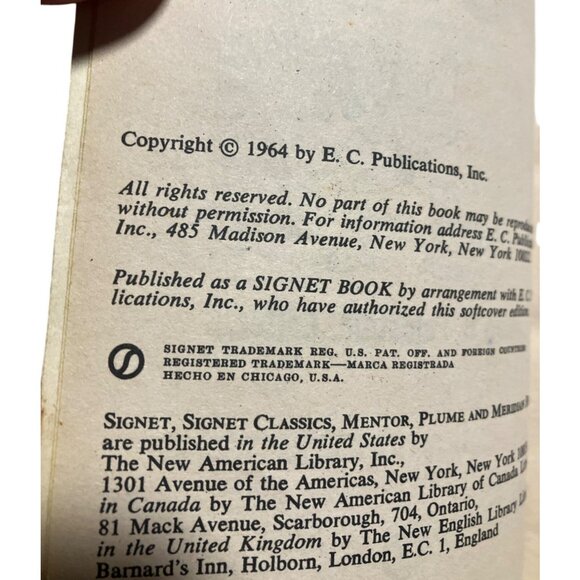 Copyright © 1964 by E. C. Publications, Inc.
All rights reserved. No part of this book may be
without permission. For information address E. C.
Inc., 485 Madison Avenue, New York, New York
Published as a SIGNET BOOK by arrangement with E. C.
lications, Inc., who have authorized this softcover edition.
SIGNET TRADEMARK REG. U.S. PAT. OFF. AND FOREIGN COUNTRIES
REGISTERED TRADEMARK—MARCA REGISTRADA
HECHO EN CHICAGO, U.S.A.
SIGNET, SIGNET CLASSICS, MENTOR, PLUME AND
are published in the United States by
The New American Library, Inc.,
1301 Avenue of the Americas, New York, New York
in Canada by The New American Library of Canada
81 Mack Avenue, Scarborough, 704, Ontario,
in the United Kingdom by The New English Library
Barnard's Inn, Holborn, London, E.C. 1, England